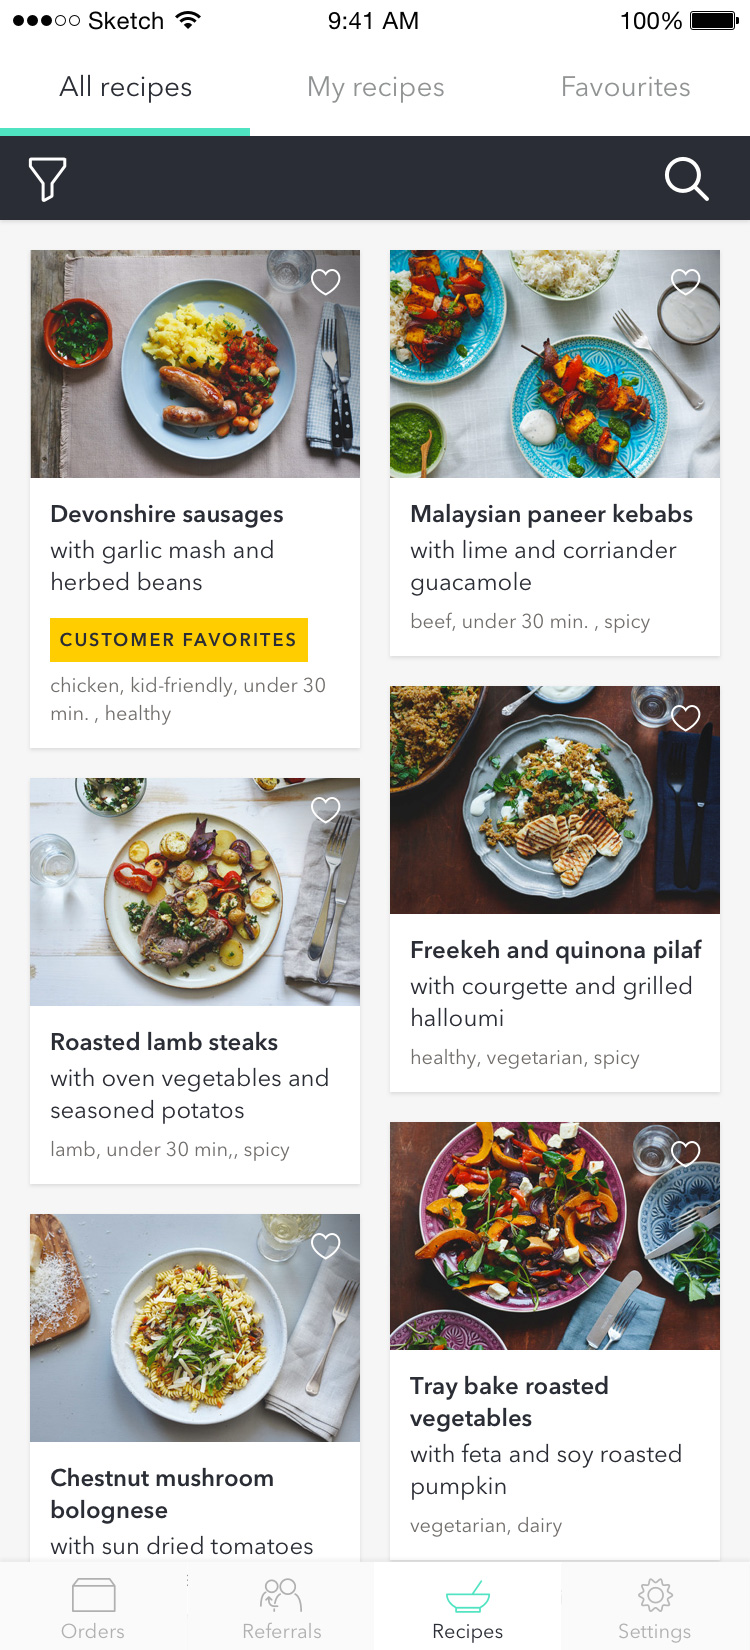 Sketch 9:41 AM 100%
All recipes My recipes Favourites
Devonshire sausages
with garlic mash and
herbed beans
CUSTOMER FAVORITES
chicken, kid-friendly, under 30
min. , healthy
Malaysian paneer kebabs
with lime and corriander
guacamole
beef, under 30 min. , spicy
Roasted lamb steaks
with oven vegetables and
seasoned potatos
lamb, under 30 min,, spicy
Freekeh and quinona pilaf
with courgette and grilled
halloumi
healthy, vegetarian, spicy
Chestnut mushroom
bolognese
with sun dried tomatoes
Tray bake roasted
vegetables
with feta and soy roasted
pumpkin
vegetarian, dairy
Orders Referrals Recipes Settings